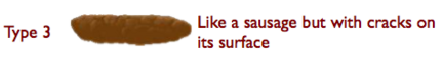 Type 3
Like a sausage but with cracks on
its surface